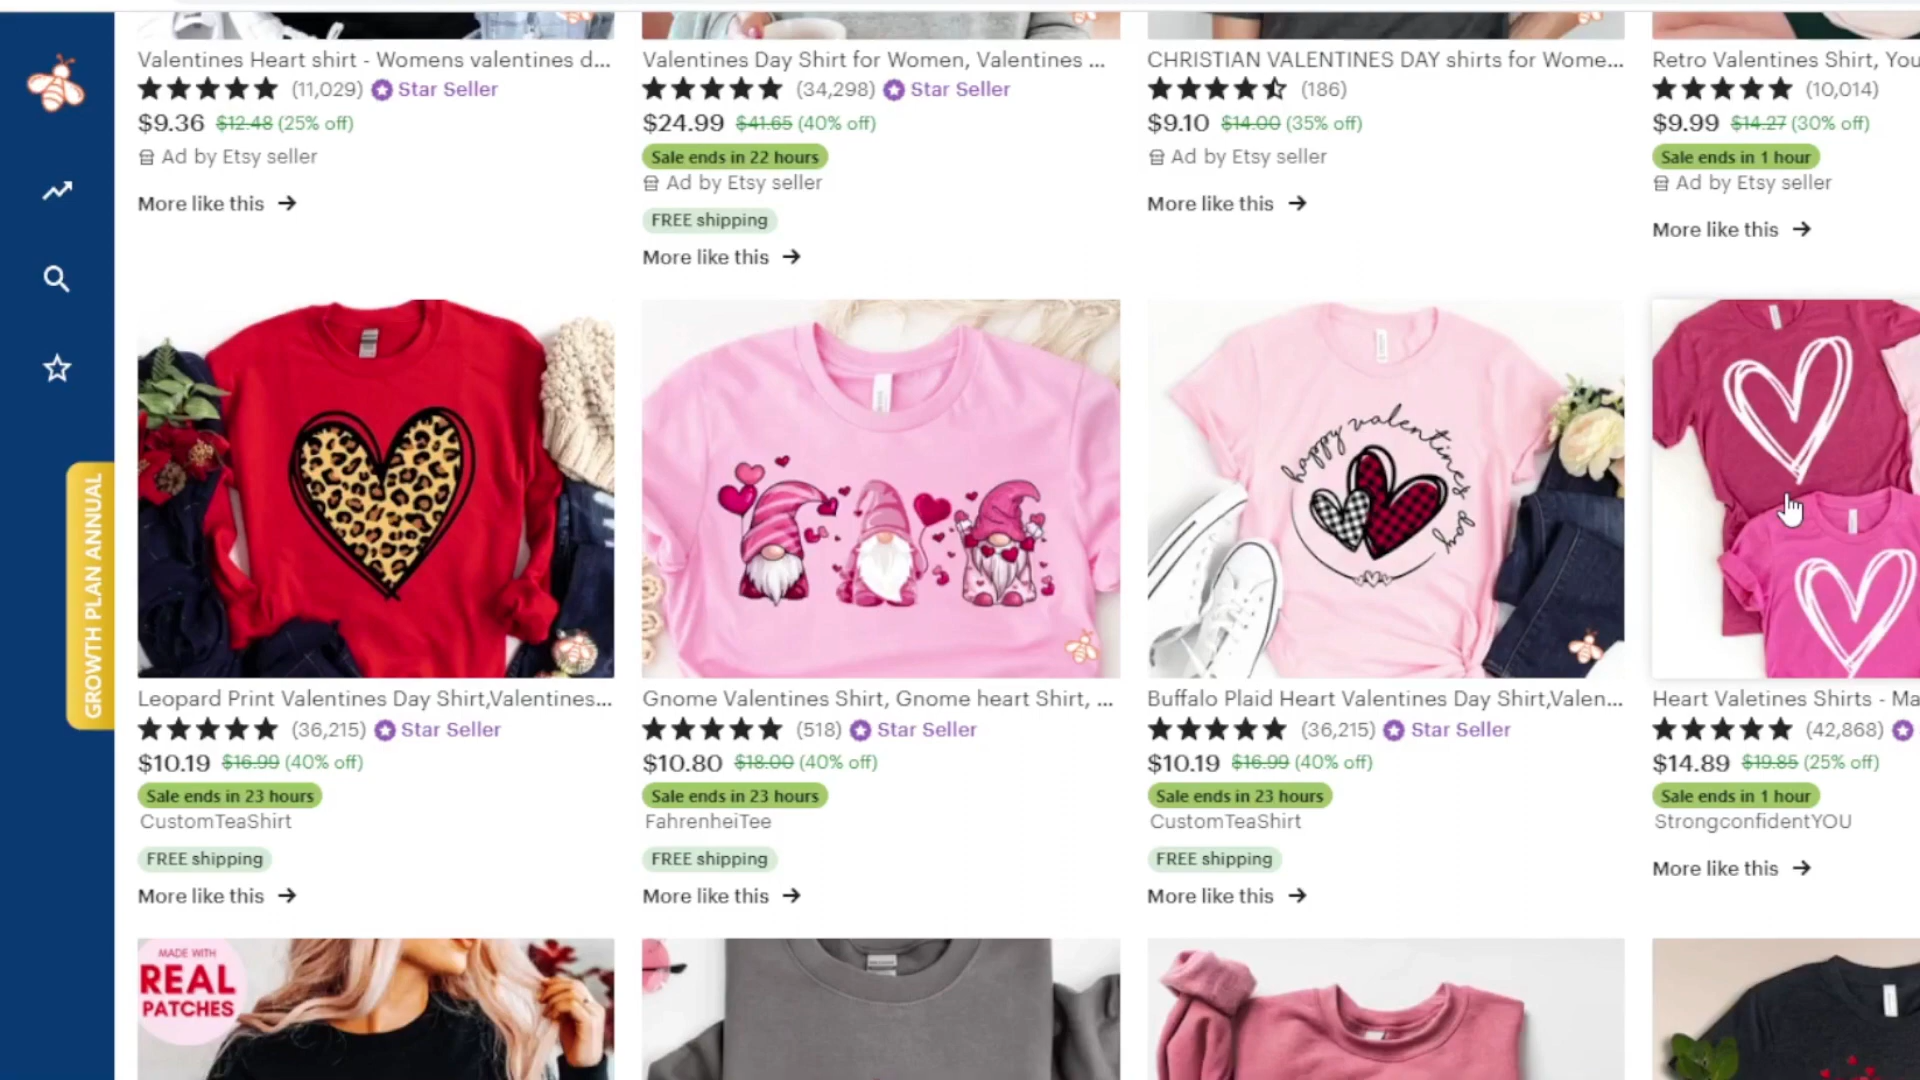 Valentines Heart shirt - Womens valentines d...
(11,029) Star Seller
$9.36 $12.48 (25% off)
Ad by Etsy seller
More like this
Valentines Day Shirt for Women, Valentines ...
(34,298) Star Seller
$24.99 $41.65 (40% off)
Sale ends in 22 hours
Ad by Etsy seller
FREE shipping
More like this
CHRISTIAN VALENTINES DAY shirts for Wome...
(186)
$9.10 $14.00 (35% off)
Ad by Etsy seller
More like this
Retro Valentines Shirt, You
(10,014)
$9.99 $14.27 (30% off)
Sale ends in 1 hour
Ad by Etsy seller
More like this
GROWTH PLAN ANNUAL
Leopard Print Valentines Day Shirt,Valentines...
(36,215) Star Seller
$10.19 $16.99 (40% off)
Sale ends in 23 hours
CustomTeaShirt
FREE shipping
More like this
Gnome Valentines Shirt, Gnome heart Shirt, ...
(518) Star Seller
$10.80 $18.00 (40% off)
Sale ends in 23 hours
FahrenheiTee
FREE shipping
More like this
happy valentines day
Buffalo Plaid Heart Valentines Day Shirt,Valen...
(36,215) Star Seller
$10.19 $16.99 (40% off)
Sale ends in 23 hours
CustomTeaShirt
FREE shipping
More like this
Heart Valetines Shirts - Ma
(42,868)
$14.89 $19.85 (25% off)
Sale ends in 1 hour
StrongconfidentYOU
More like this
MADE WITH
REAL
PATCHES